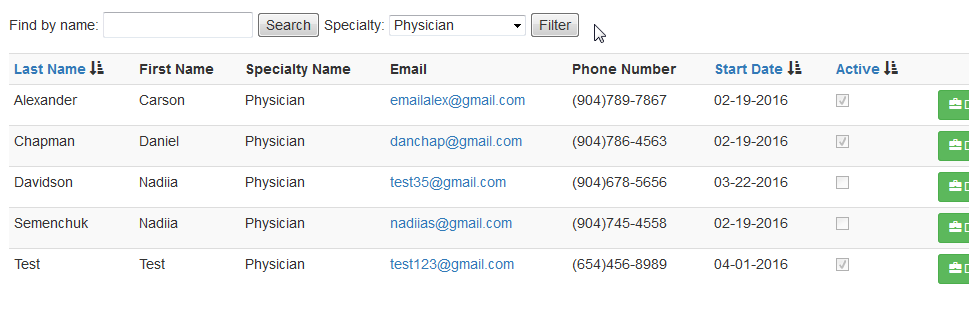 Find by name: Search Specialty: Physician Filter
Last Name First Name Specialty Name Email Phone Number Start Date Active
Alexander Carson Physician emailalex@gmail.com (904)789-7867 02-19-2016
Chapman Daniel Physician danchap@gmail.com (904)786-4563 02-19-2016
Davidson Nadiia Physician test35@gmail.com (904)678-5656 03-22-2016
Semenchuk Nadiia Physician nadiias@gmail.com (904)745-4558 02-19-2016
Test Test Physician test123@gmail.com (654)456-8989 04-01-2016